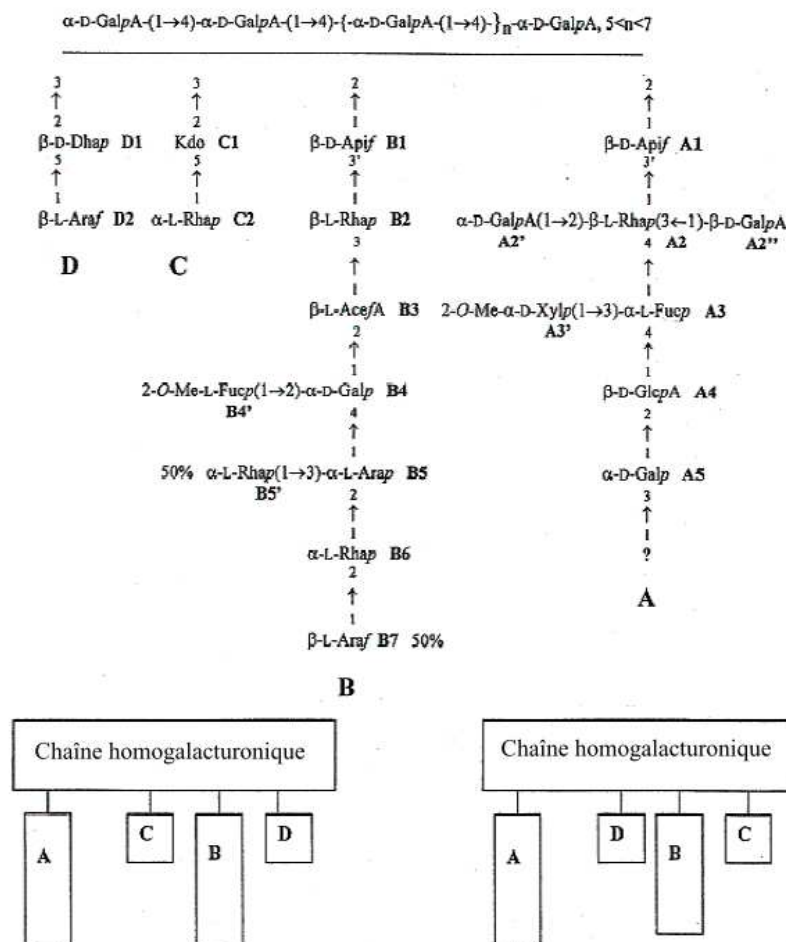 α-D-GalpA-(1→4)-α-D-GalpA-(1→4)-{-α-D-GalpA-(1→4)-}n-α-D-GalpA, 5<n<7
3 3 2 2
↑ ↑ ↑ ↑
2 2 1 1
β-D-Dhap D1 Kdo C1 β-D-Apif B1 β-D-Apif A1
5 5 3' 3'
↑ ↑ ↑ ↑
1 1 1 1
β-L-Araf D2 α-L-Rhap C2 β-L-Rhap B2 α-D-GalpA(1→2)-β-L-Rhap(3←1)-β-D-GalpA
3 A2' 4 A2 A2''
D C ↑ ↑
1 1
β-L-AcefA B3 2-O-Me-α-D-Xylp(1→3)-α-L-Fucp A3
2 A3' 4
↑ ↑
1 1
2-O-Me-L-Fucp(1→2)-α-D-Galp B4 β-D-GlcpA A4
B4' 4 2
↑ ↑
1 1
50% α-L-Rhap(1→3)-α-L-Arap B5 α-D-Galp A5
B5' 2 3
↑ ↑
1 1
α-L-Rhap B6 ?
2
↑ A
1
β-L-Araf B7 50%
B
Chaîne homogalacturonique Chaîne homogalacturonique
A C B D A D B C